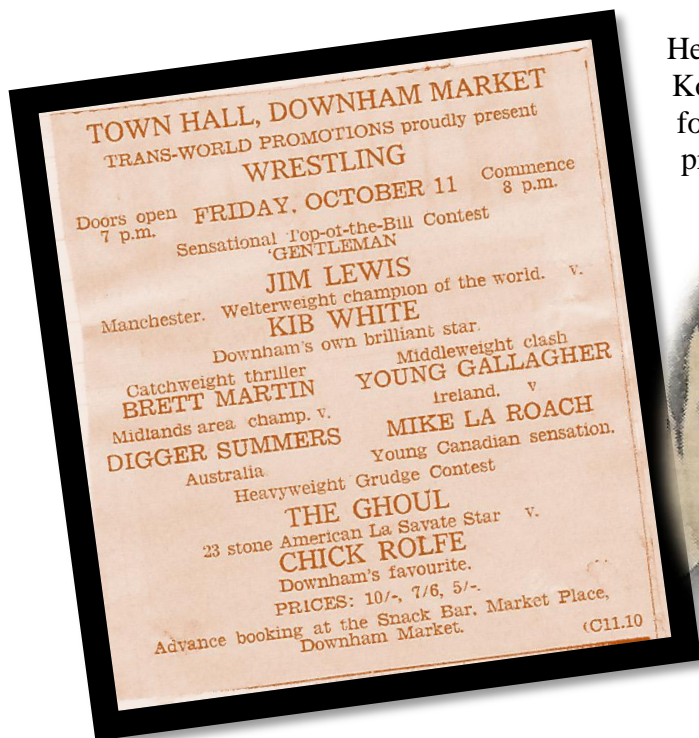 TOWN HALL, DOWNHAM MARKET
TRANS-WORLD PROMOTIONS proudly present
WRESTLING
Doors open
7 p.m.
FRIDAY, OCTOBER 11
Commence
8 p.m.
Sensational Top-of-the-Bill Contest
'GENTLEMAN
JIM LEWIS
Manchester. Welterweight champion of the world. v.
KIB WHITE
Downham's own brilliant star.
Catchweight thriller
BRETT MARTIN
Midlands area champ. v.
DIGGER SUMMERS
Australia
Middleweight clash
YOUNG GALLAGHER
Ireland. v
MIKE LA ROACH
Young Canadian sensation.
Heavyweight Grudge Contest
THE GHOUL
23 stone American La Savate Star v.
CHICK ROLFE
Downham's favourite.
PRICES: 10/-, 7/6, 5/-.
Advance booking at the Snack Bar, Market Place,
Downham Market.
(C11.10
He
fo